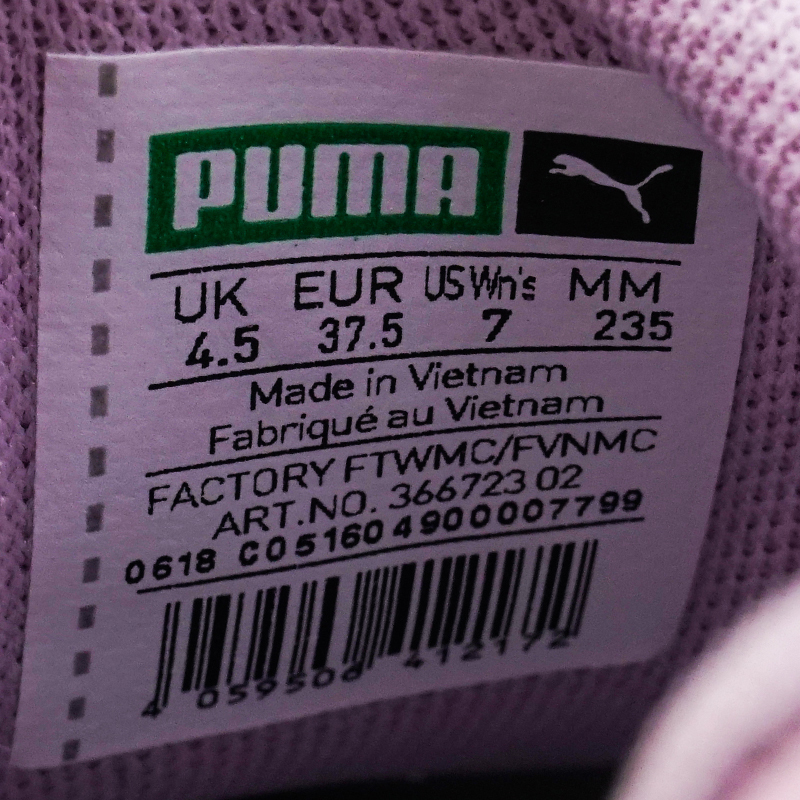 PUMA
UK EUR US Wn's MM
4.5 37.5 7 235
Made in Vietnam
Fabriqué au Vietnam
FACTORY FTWMC/FVNMC
ART.NO. 366723 02
0618 C05160 4900007799
4 059506 412172